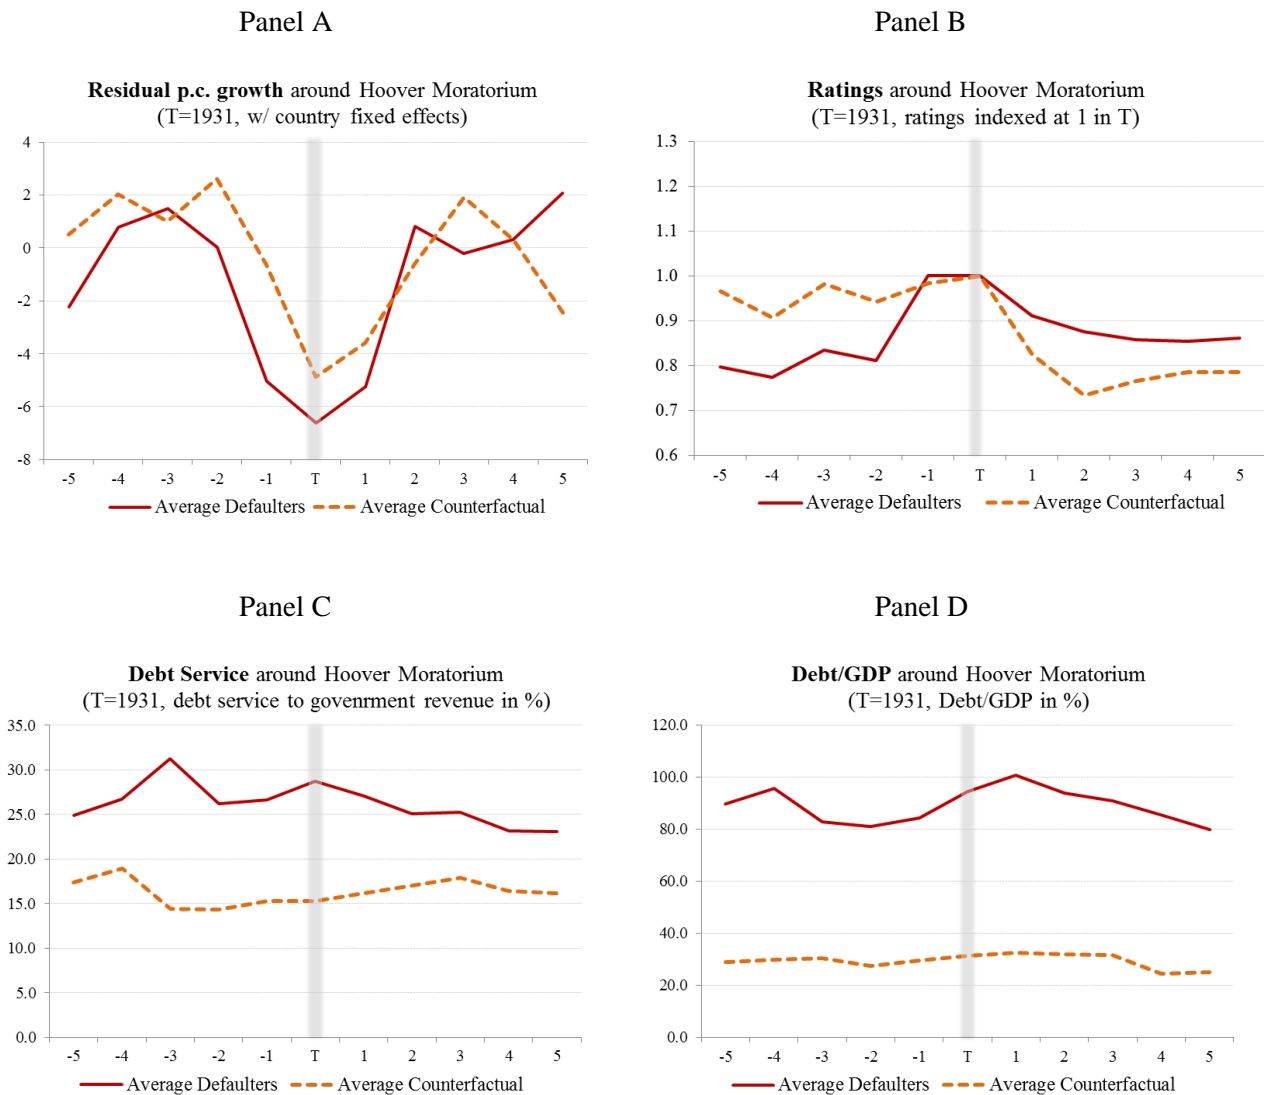 Panel A
Residual p.c. growth around Hoover Moratorium
(T=1931, w/ country fixed effects)
4
2
0
-2
-4
-6
-8
-5 -4 -3 -2 -1 T 1 2 3 4 5
Average Defaulters Average Counterfactual
Panel B
Ratings around Hoover Moratorium
(T=1931, ratings indexed at 1 in T)
1.3
1.2
1.1
1.0
0.9
0.8
0.7
0.6
-5 -4 -3 -2 -1 T 1 2 3 4 5
Average Defaulters Average Counterfactual
Panel C
Debt Service around Hoover Moratorium
(T=1931, debt service to govenrment revenue in %)
35.0
30.0
25.0
20.0
15.0
10.0
5.0
0.0
-5 -4 -3 -2 -1 T 1 2 3 4 5
Average Defaulters Average Counterfactual
Panel D
Debt/GDP around Hoover Moratorium
(T=1931, Debt/GDP in %)
120.0
100.0
80.0
60.0
40.0
20.0
0.0
-5 -4 -3 -2 -1 T 1 2 3 4 5
Average Defaulters Average Counterfactual